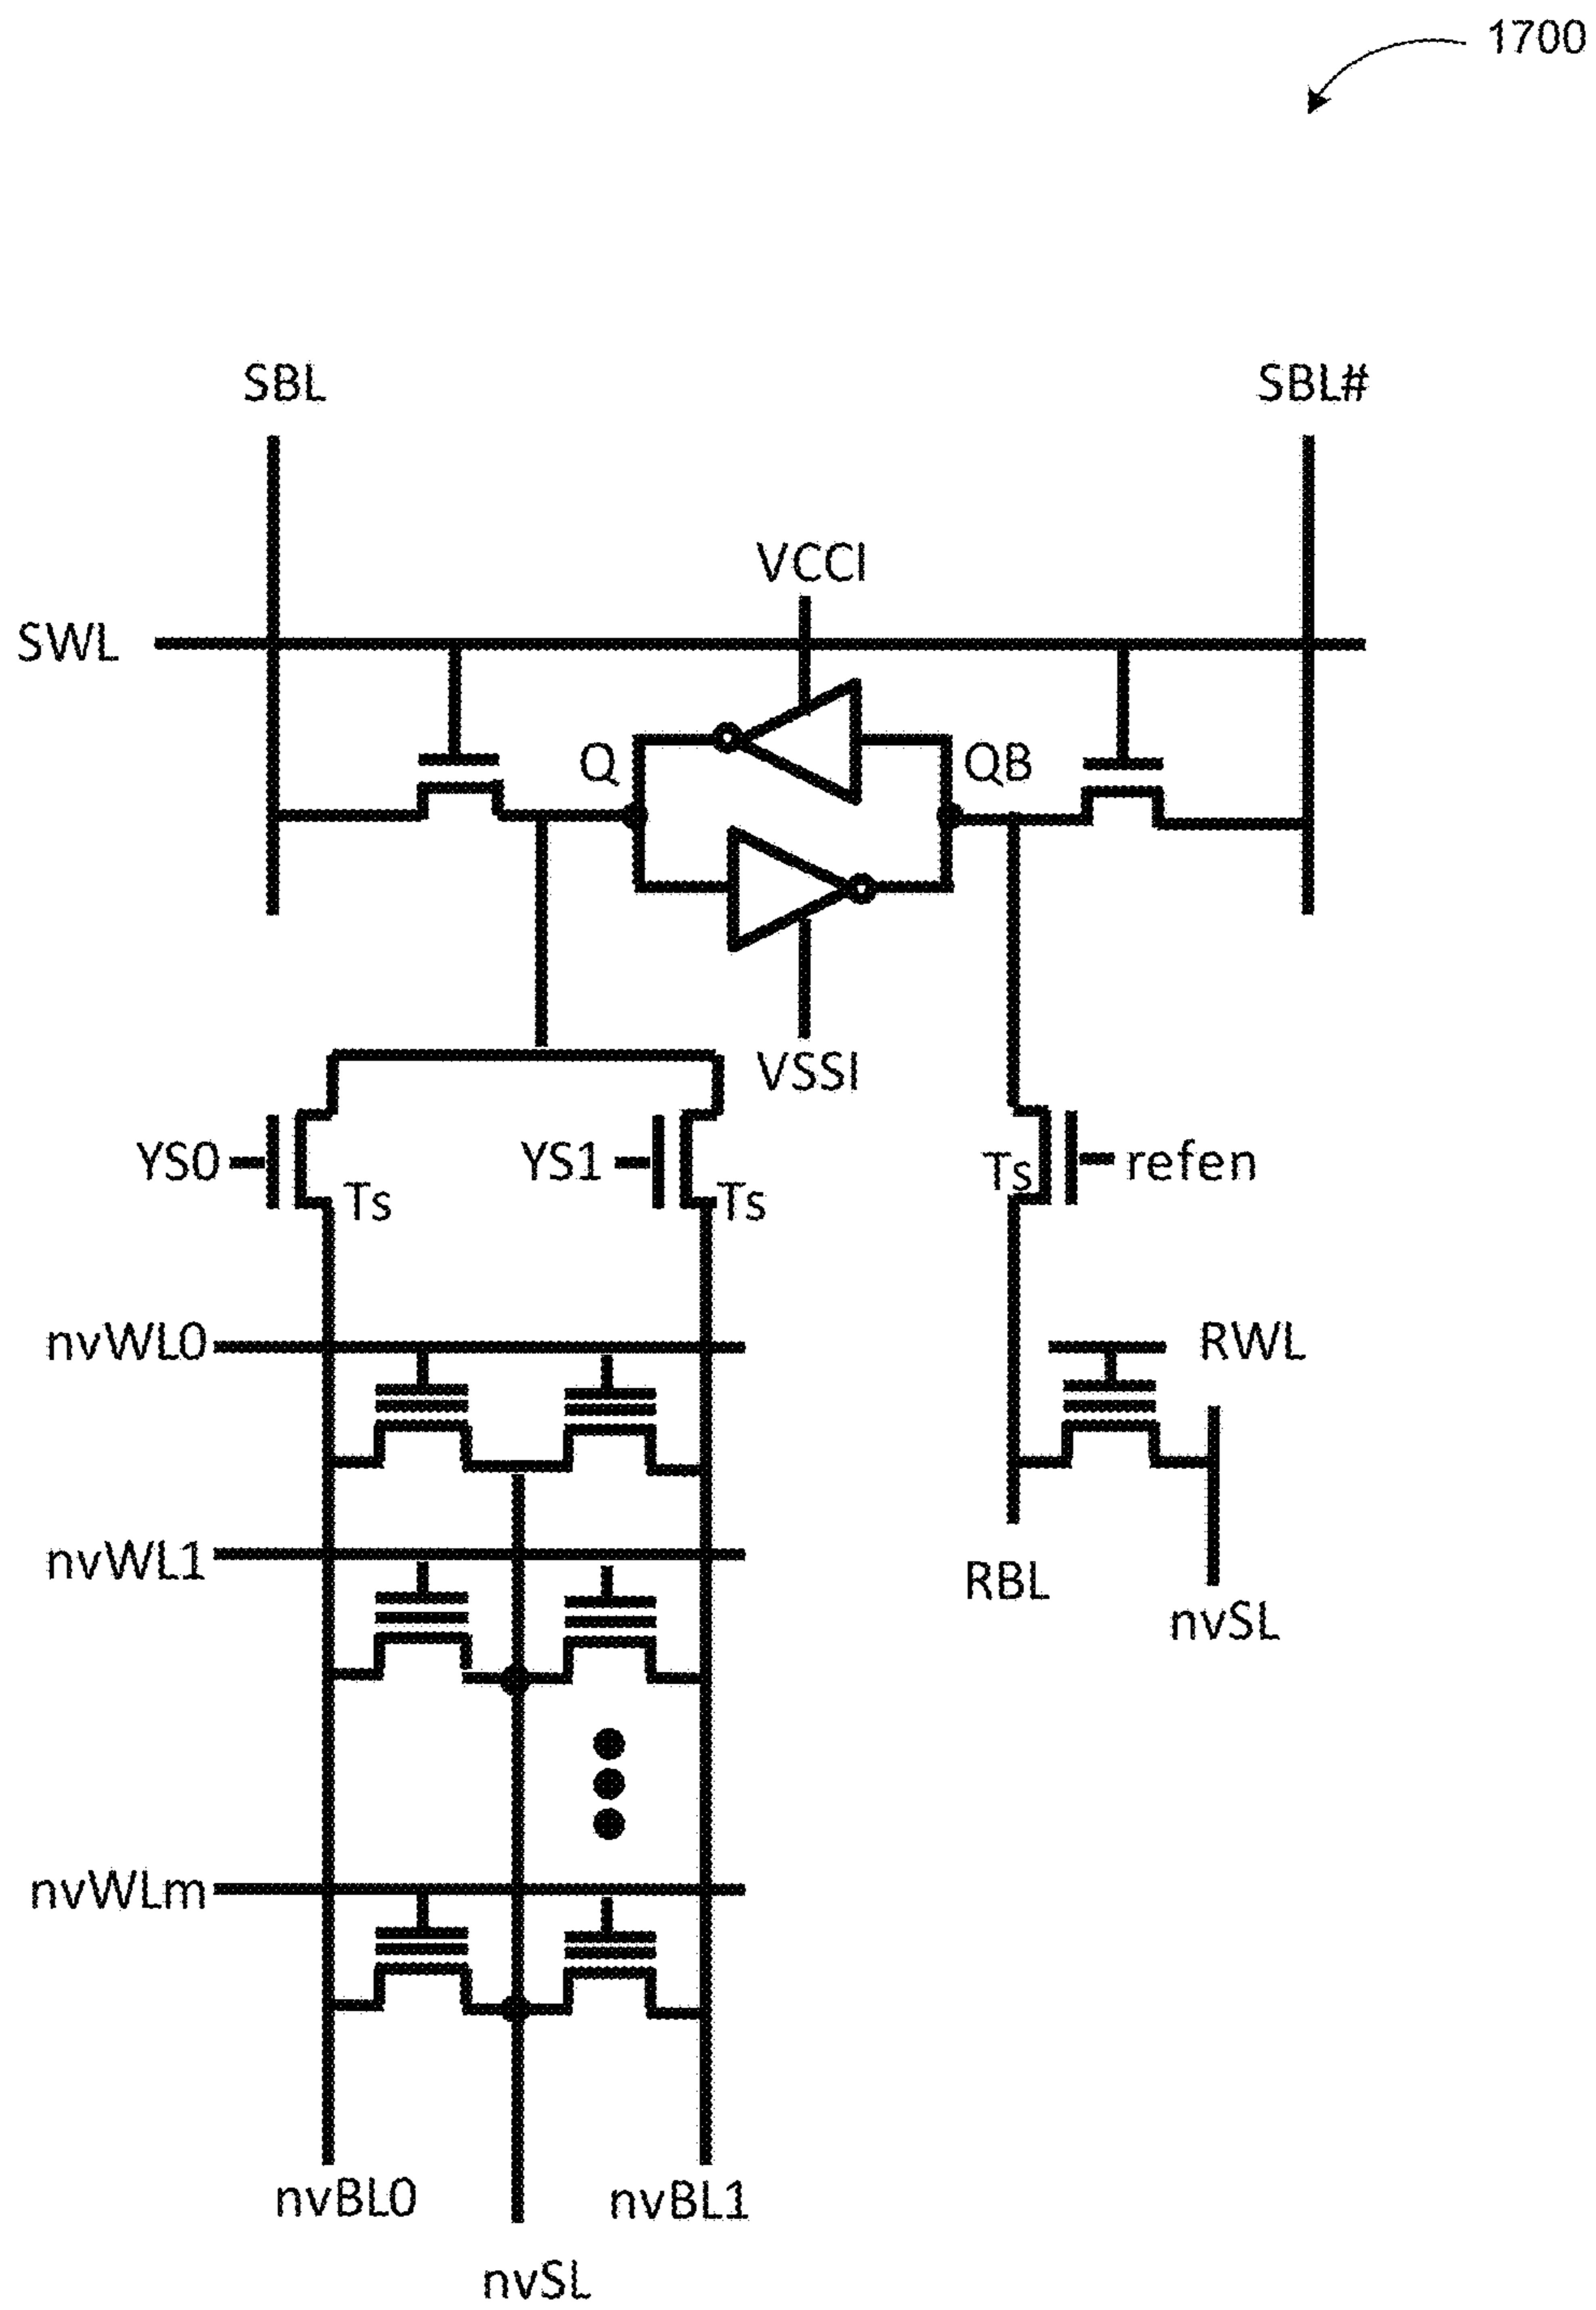 1700
SBL SBL#
VCCI
SWL
Q QB
VSSI
YS0 YS1 Ts refen
Ts Ts
nvWL0 RWL
nvWL1 RBL
nvSL
nvWLm
nvBL0 nvBL1
nvSL